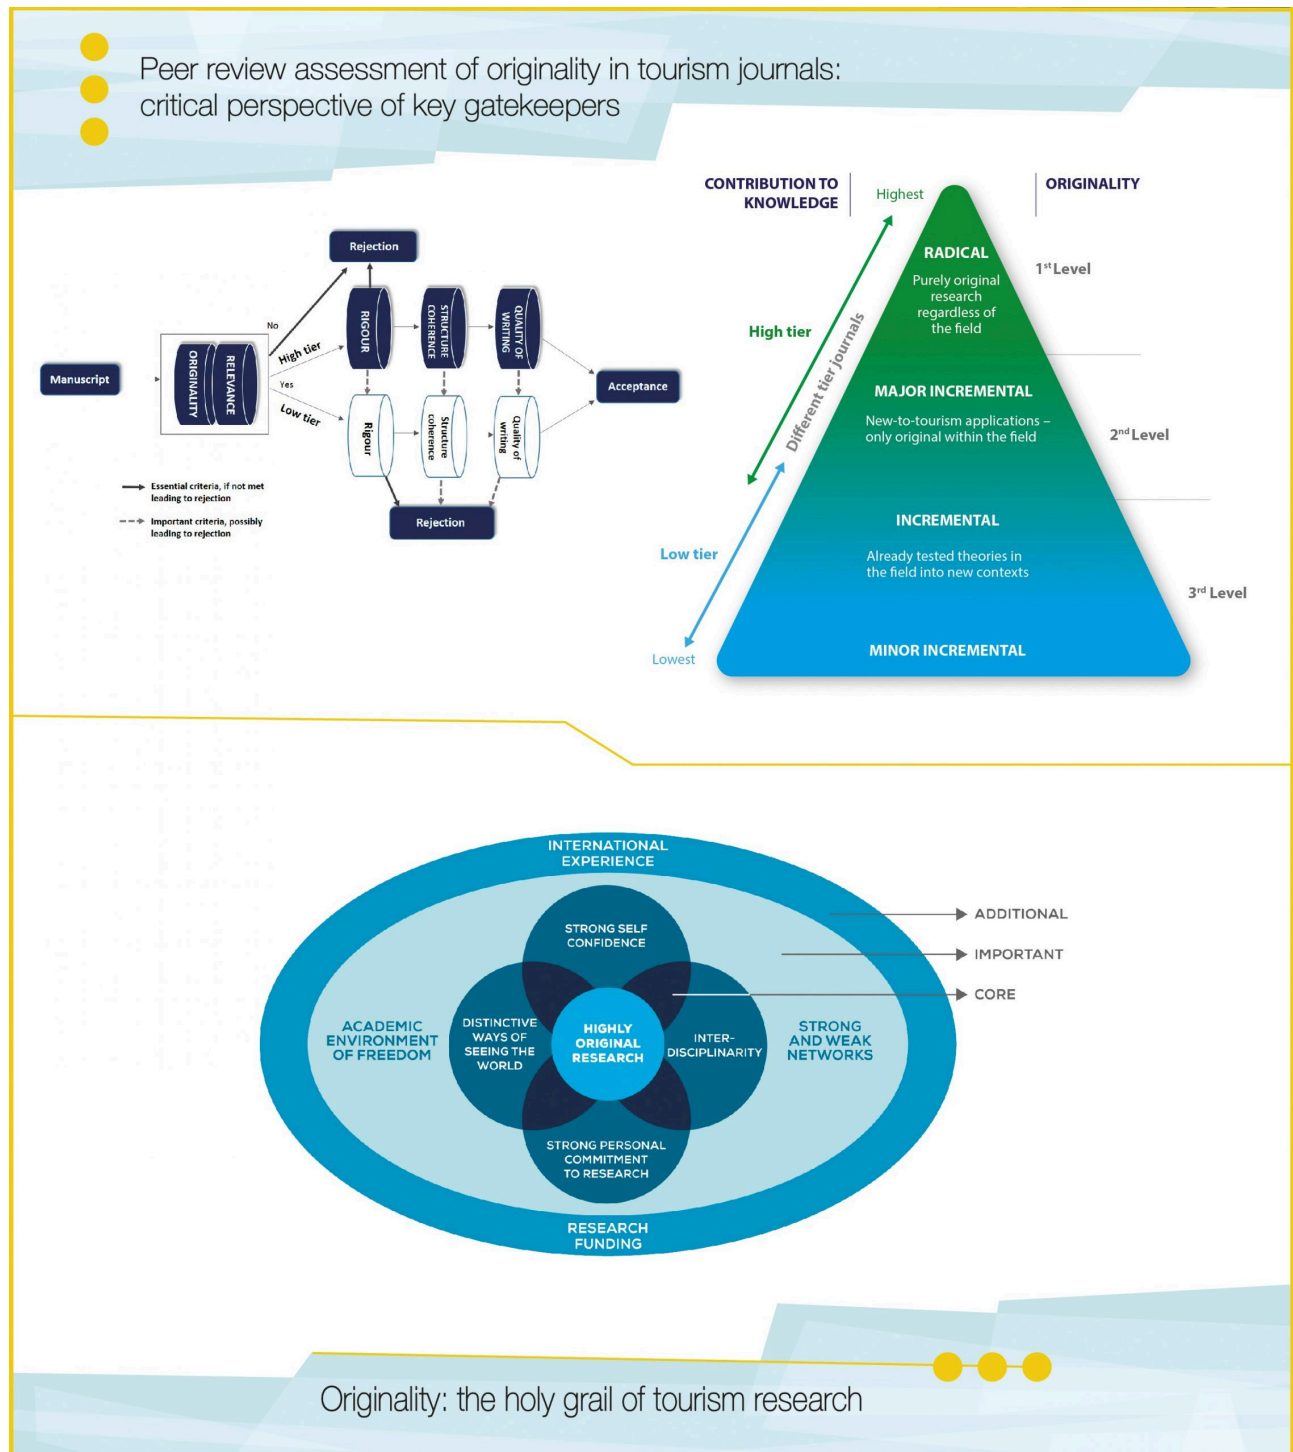 Peer review assessment of originality in tourism journals:
critical perspective of key gatekeepers
Rejection
No
High tier
Yes
Low tier
Manuscript
ORIGINALITY
RELEVANCE
RIGOUR
STRUCTURE
COHERENCE
QUALITY OF
WRITING
Rigour
Structure
coherence
Quality of
writing
Acceptance
Rejection
Essential criteria, if not met
leading to rejection
Important criteria, possibly
leading to rejection
CONTRIBUTION TO
KNOWLEDGE
ORIGINALITY
Highest
High tier
Different tier journals
Low tier
Lowest
RADICAL
Purely original
research
regardless of
the field
1st Level
MAJOR INCREMENTAL
New-to-tourism applications –
only original within the field
2nd Level
INCREMENTAL
Already tested theories in
the field into new contexts
3rd Level
MINOR INCREMENTAL
INTERNATIONAL
EXPERIENCE
STRONG SELF
CONFIDENCE
ACADEMIC
ENVIRONMENT
OF FREEDOM
DISTINCTIVE
WAYS OF
SEEING THE
WORLD
HIGHLY
ORIGINAL
RESEARCH
INTER-
DISCIPLINARITY
STRONG
AND WEAK
NETWORKS
STRONG PERSONAL
COMMITMENT
TO RESEARCH
RESEARCH
FUNDING
ADDITIONAL
IMPORTANT
CORE
Originality: the holy grail of tourism research